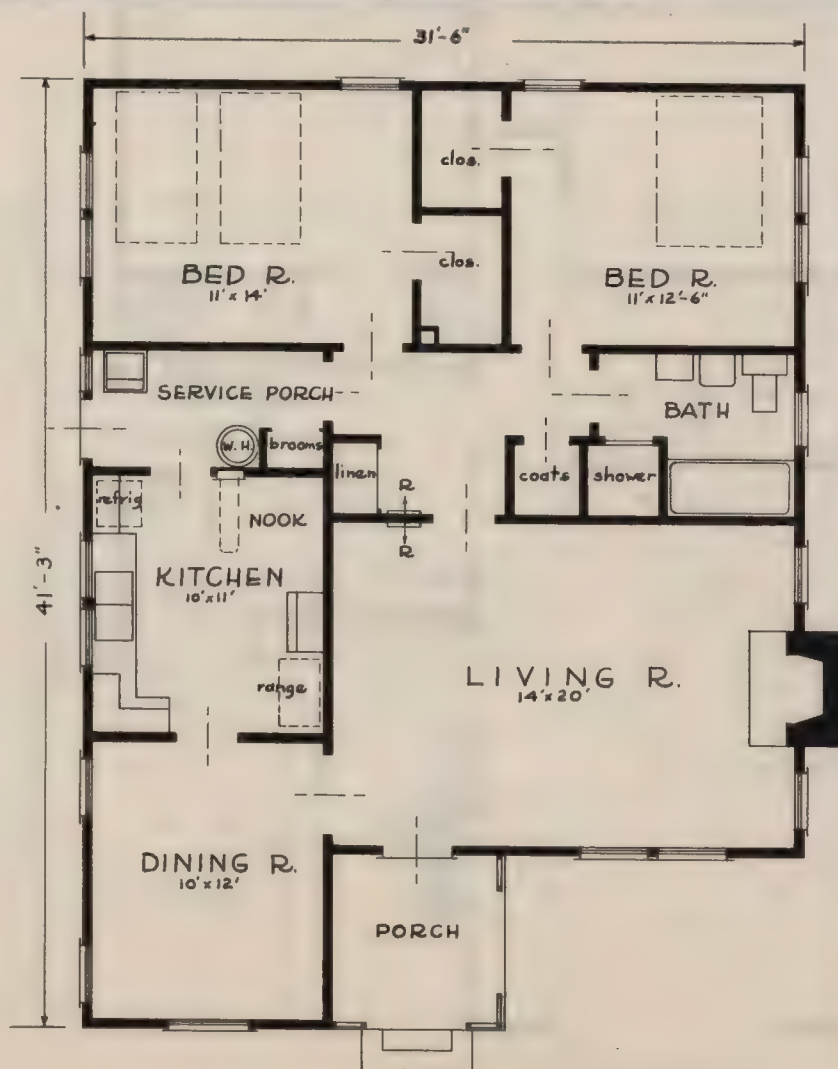 31'-6"
clos.
clos.
BED R.
11' x 14'
BED R.
11' x 12'-6"
SERVICE PORCH
BATH
W.H.
brooms
linen
coats
shower
refrig
NOOK
R
R
KITCHEN
10' x 11'
41'-3"
range
LIVING R.
14' x 20'
DINING R.
10' x 12'
PORCH